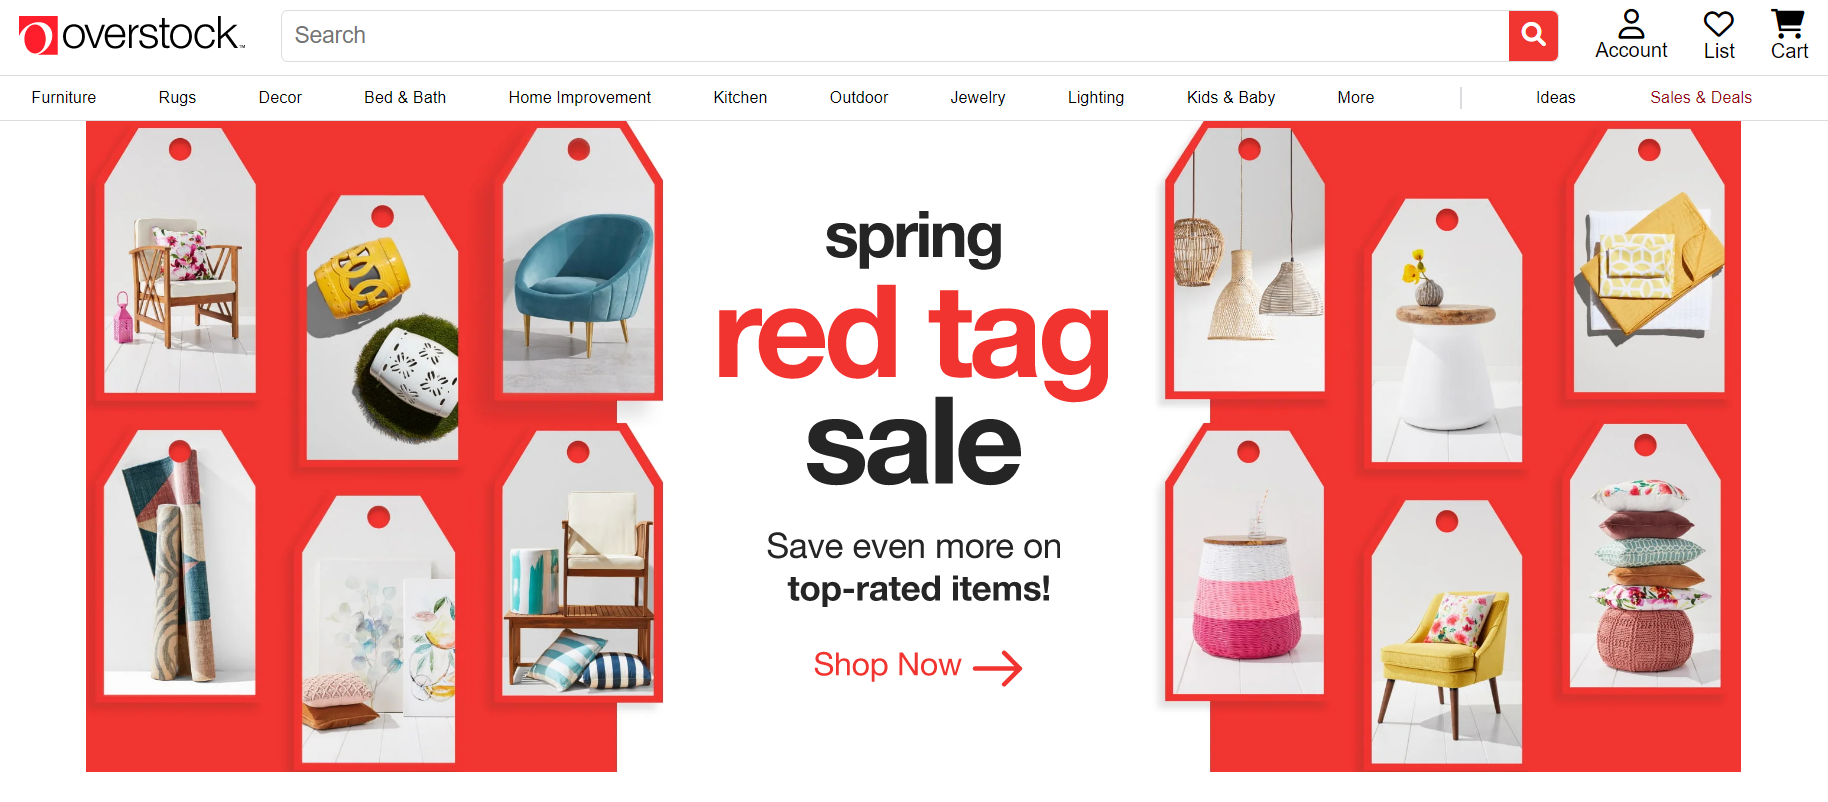 overstock™
Search
Account
List
Cart
Furniture
Rugs
Decor
Bed & Bath
Home Improvement
Kitchen
Outdoor
Jewelry
Lighting
Kids & Baby
More
Ideas
Sales & Deals
spring
red tag
sale
Save even more on
top-rated items!
Shop Now